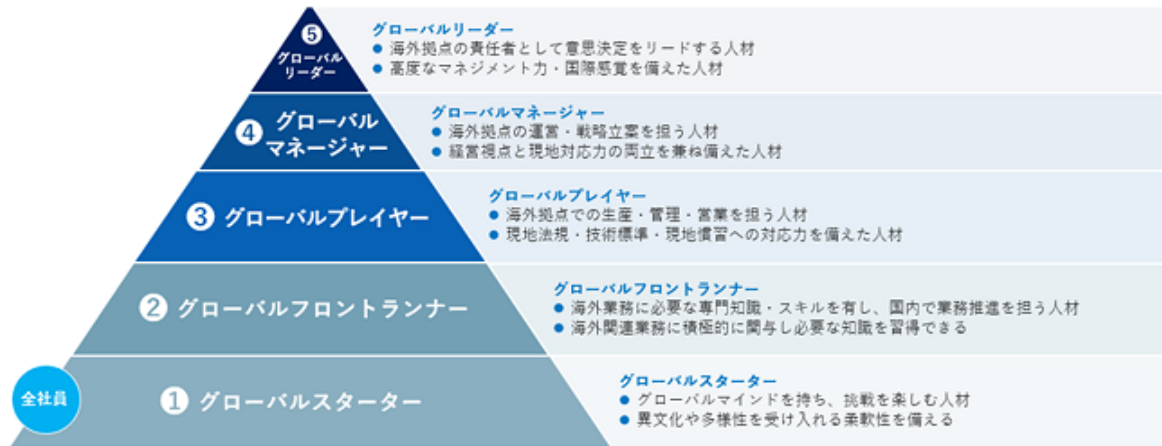 ❺
グローバル
リーダー
グローバルリーダー
● 海外拠点の責任者として意思決定をリードする人材
● 高度なマネジメント力・国際感覚を備えた人材
❹ グローバル
マネージャー
グローバルマネージャー
● 海外拠点の運営・戦略立案を担う人材
● 経営視点と現地対応力の両立を兼ね備えた人材
❸ グローバルプレイヤー
グローバルプレイヤー
● 海外拠点での生産・管理・営業を担う人材
● 現地法規・技術標準・現地慣習への対応力を備えた人材
❷ グローバルフロントランナー
グローバルフロントランナー
● 海外業務に必要な専門知識・スキルを有し、国内で業務推進を担う人材
● 海外関連業務に積極的に関与し必要な知識を習得できる
全社員
❶ グローバルスターター
グローバルスターター
● グローバルマインドを持ち、挑戦を楽しむ人材
● 異文化や多様性を受け入れる柔軟性を備える